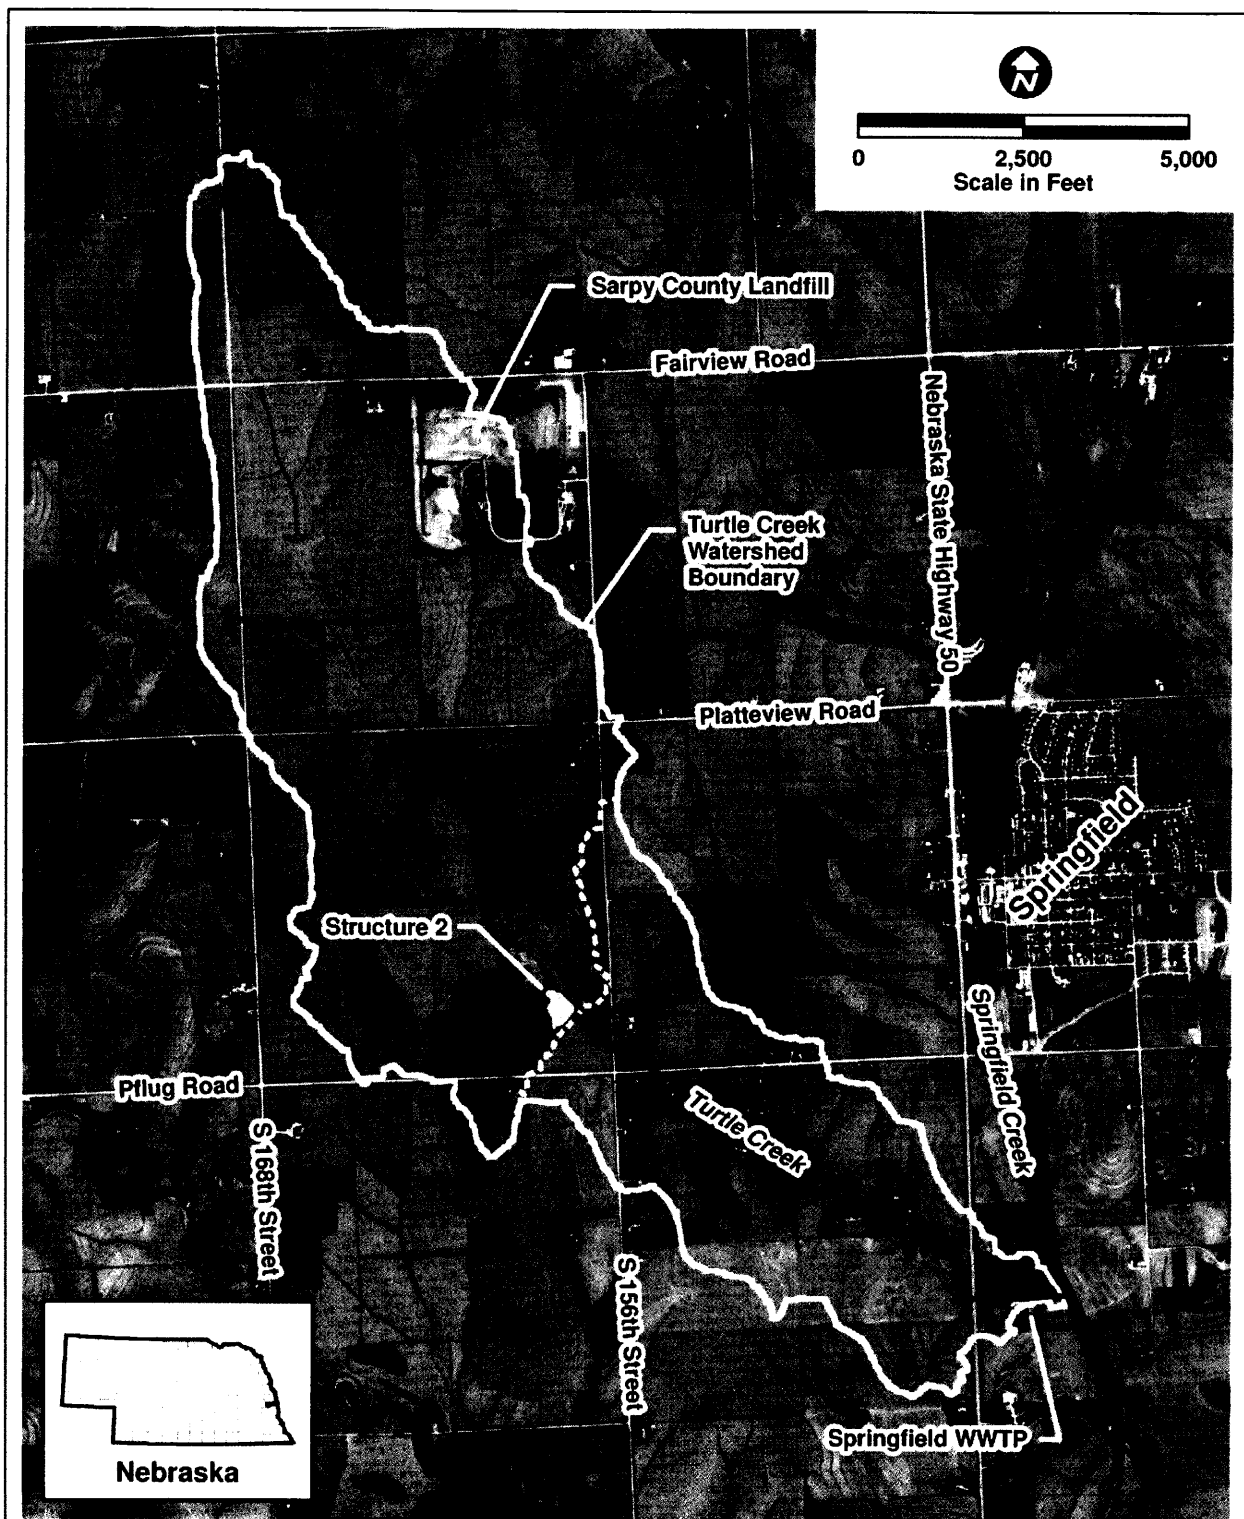 N
0 2,500 5,000
Scale in Feet
Sarpy County Landfill
Fairview Road
Nebraska State Highway 50
Turtle Creek
Watershed
Boundary
Platteview Road
Springfield
Structure 2
Springfield Creek
Pflug Road
Turtle Creek
S 168th Street
S 156th Street
Springfield WWTP
Nebraska